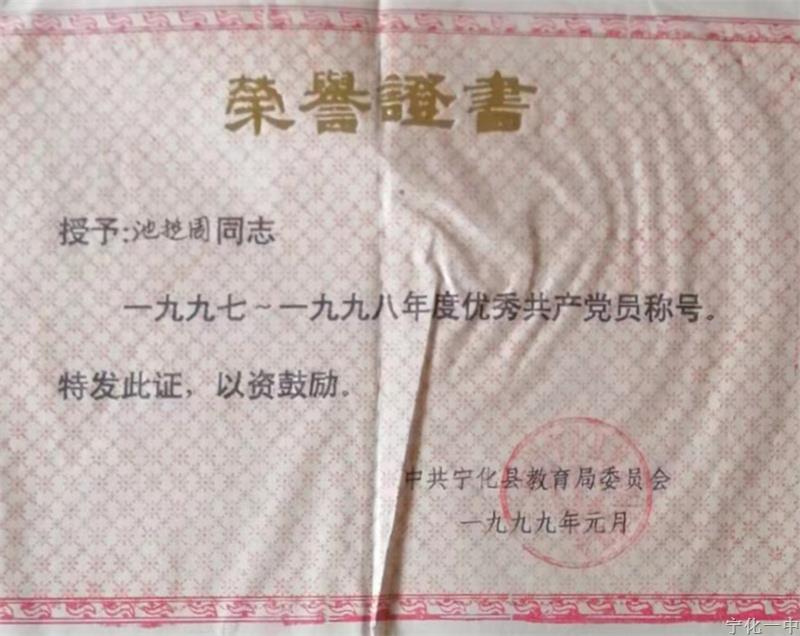 榮譽證書
授予:池楚周同志
一九九七~一九九八年度优秀共产党员称号。
特发此证，以资鼓励。
中共宁化县教育局委员会
一九九九年元月
宁化一中